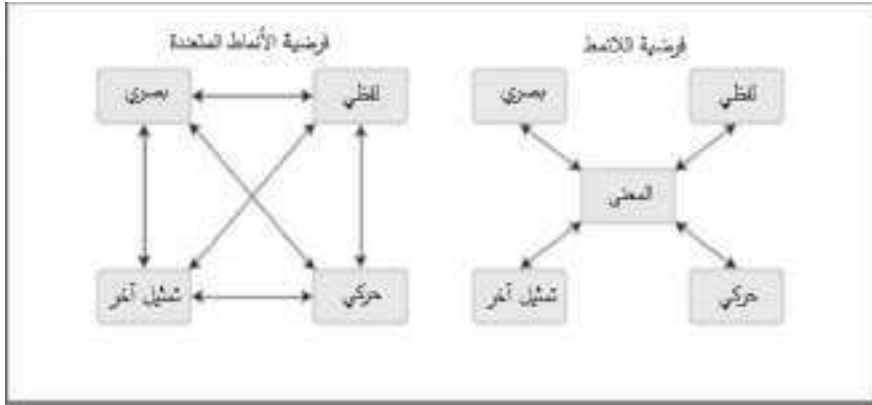 فرضية اللانمط
فرضية الأنماط المتعددة
لفظي
بصري
المعنى
حركي
تمثيل آخر
لفظي
بصري
حركي
تمثيل آخر